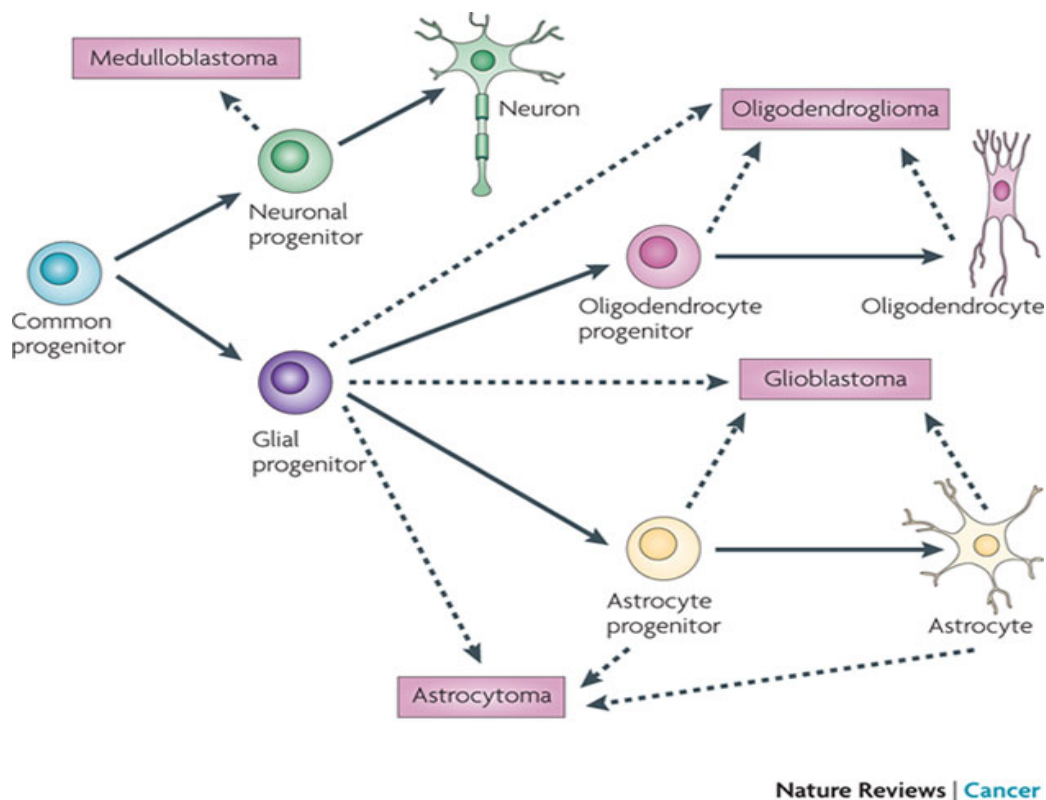 Medulloblastoma
Neuron
Oligodendroglioma
Neuronal
progenitor
Common
progenitor
Oligodendrocyte
progenitor
Oligodendrocyte
Glioblastoma
Glial
progenitor
Astrocyte
progenitor
Astrocyte
Astrocytoma
Nature Reviews | Cancer